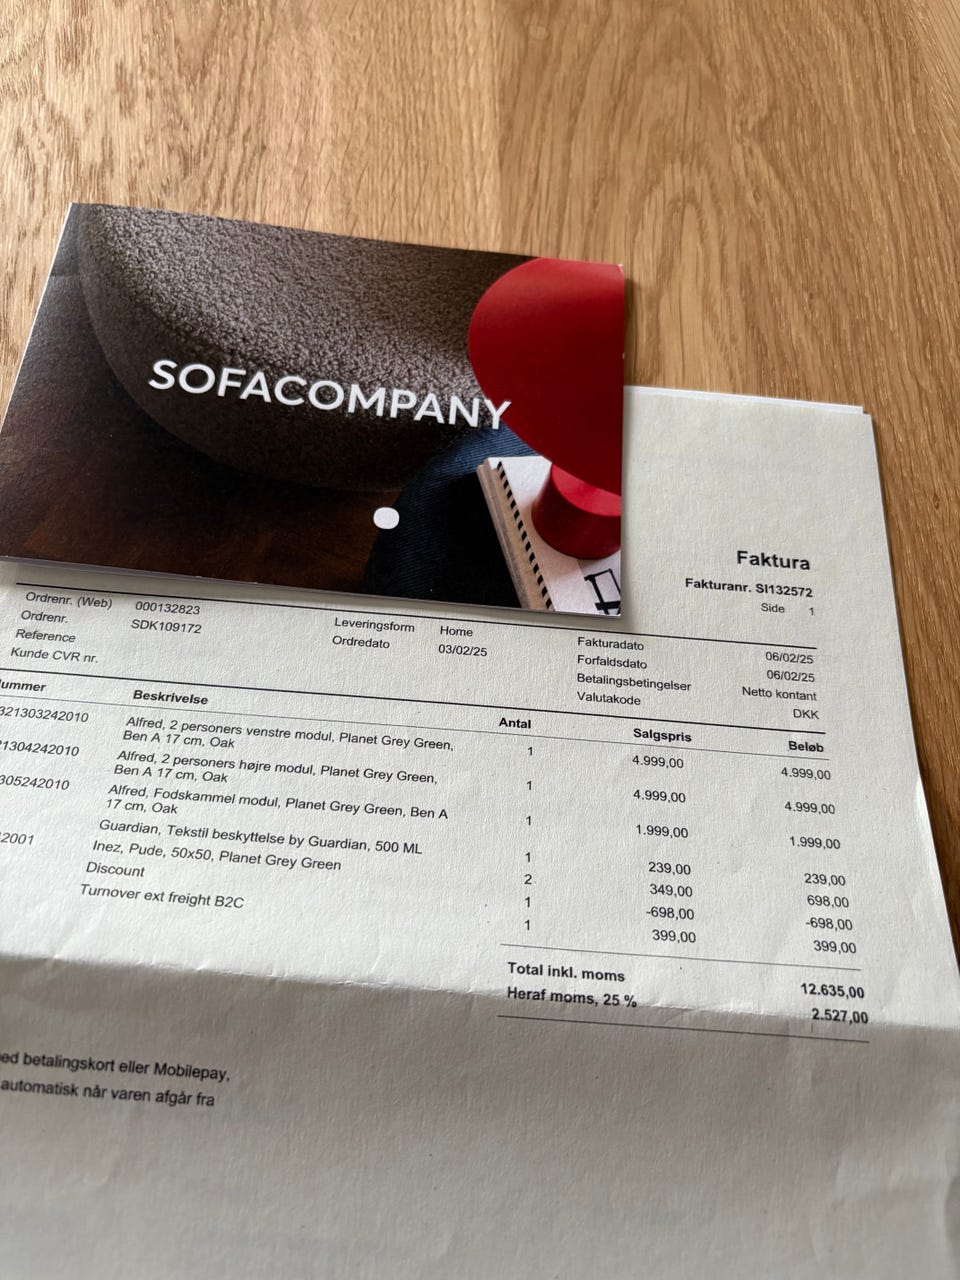 SOFACOMPANY
Faktura
Fakturanr. SI132572
Side 1
Ordrenr. (Web) 000132823
Ordrenr. SDK109172
Reference
Kunde CVR nr.
Leveringsform Home
Ordredato 03/02/25
Fakturadato 06/02/25
Forfaldsdato 06/02/25
Betalingsbetingelser Netto kontant
Valutakode DKK
ummer Beskrivelse Antal Salgspris Beløb
321303242010 Alfred, 2 personers venstre modul, Planet Grey Green, 1 4.999,00 4.999,00
Ben A 17 cm, Oak
1304242010 Alfred, 2 personers højre modul, Planet Grey Green, 1 4.999,00 4.999,00
Ben A 17 cm, Oak
305242010 Alfred, Fodskammel modul, Planet Grey Green, Ben A 1 1.999,00 1.999,00
17 cm, Oak
Guardian, Tekstil beskyttelse by Guardian, 500 ML 1 239,00 239,00
2001 Inez, Pude, 50x50, Planet Grey Green 2 349,00 698,00
Discount 1 -698,00 -698,00
Turnover ext freight B2C 1 399,00 399,00
Total inkl. moms 12.635,00
Heraf moms, 25 % 2.527,00
ed betalingskort eller Mobilepay,
automatisk når varen afgår fra